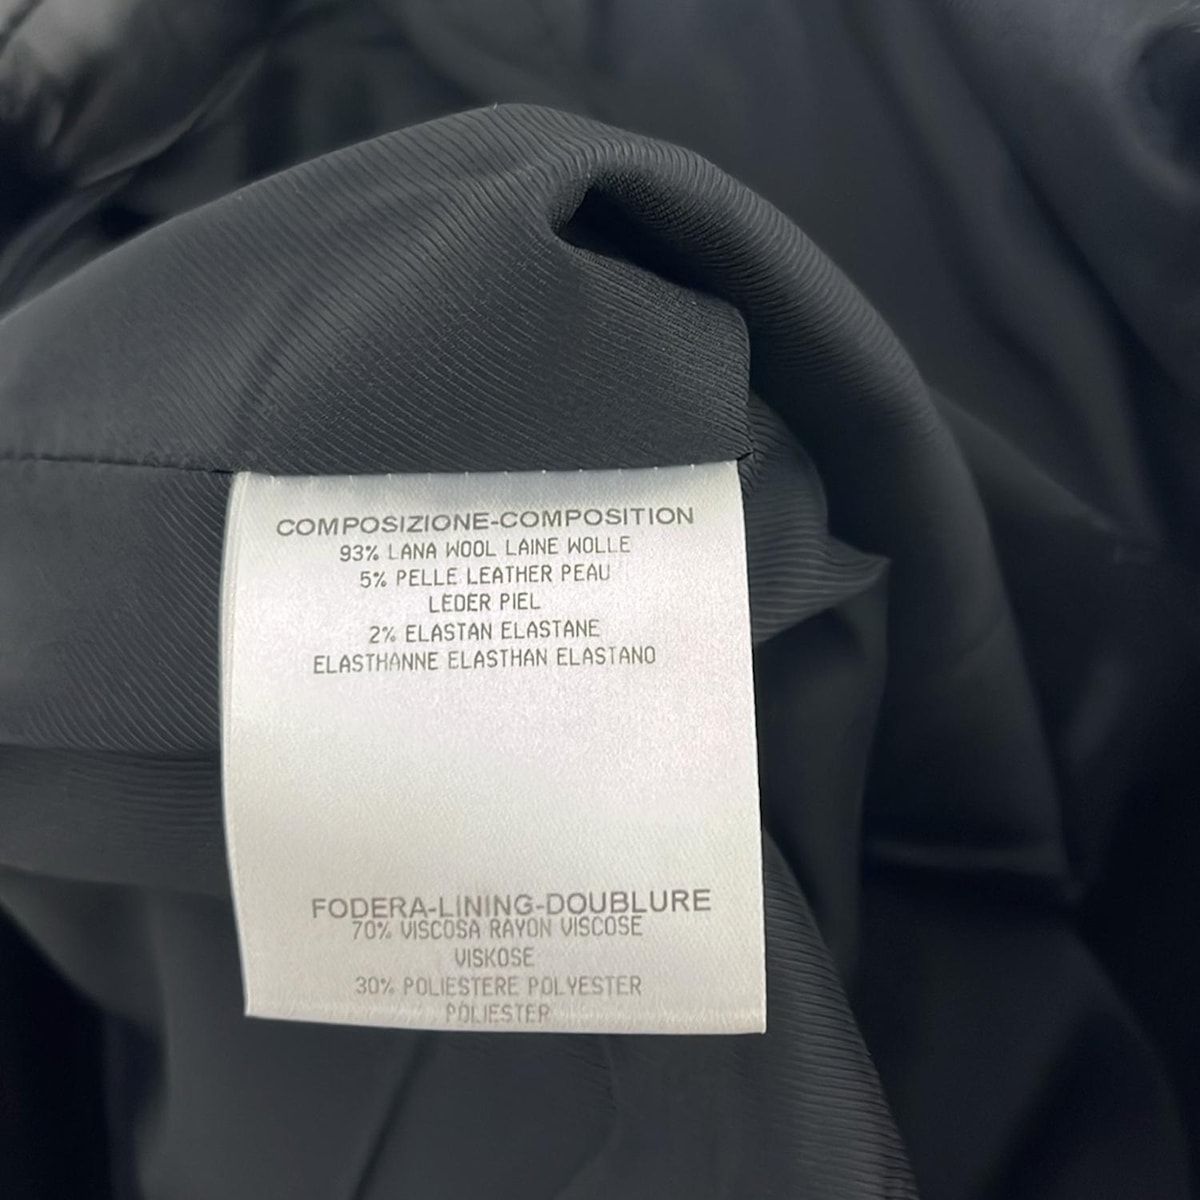 COMPOSIZIONE-COMPOSITION
93% LANA WOOL LAINE WOLLE
5% PELLE LEATHER PEAU
LEDER PIEL
2% ELASTAN ELASTANE
ELASTHANNE ELASTHAN ELASTANO
FODERA-LINING-DOUBLURE
70% VISCOSA RAYON VISCOSE
VISKOSE
30% POLIESTERE POLYESTER
POLIESTER